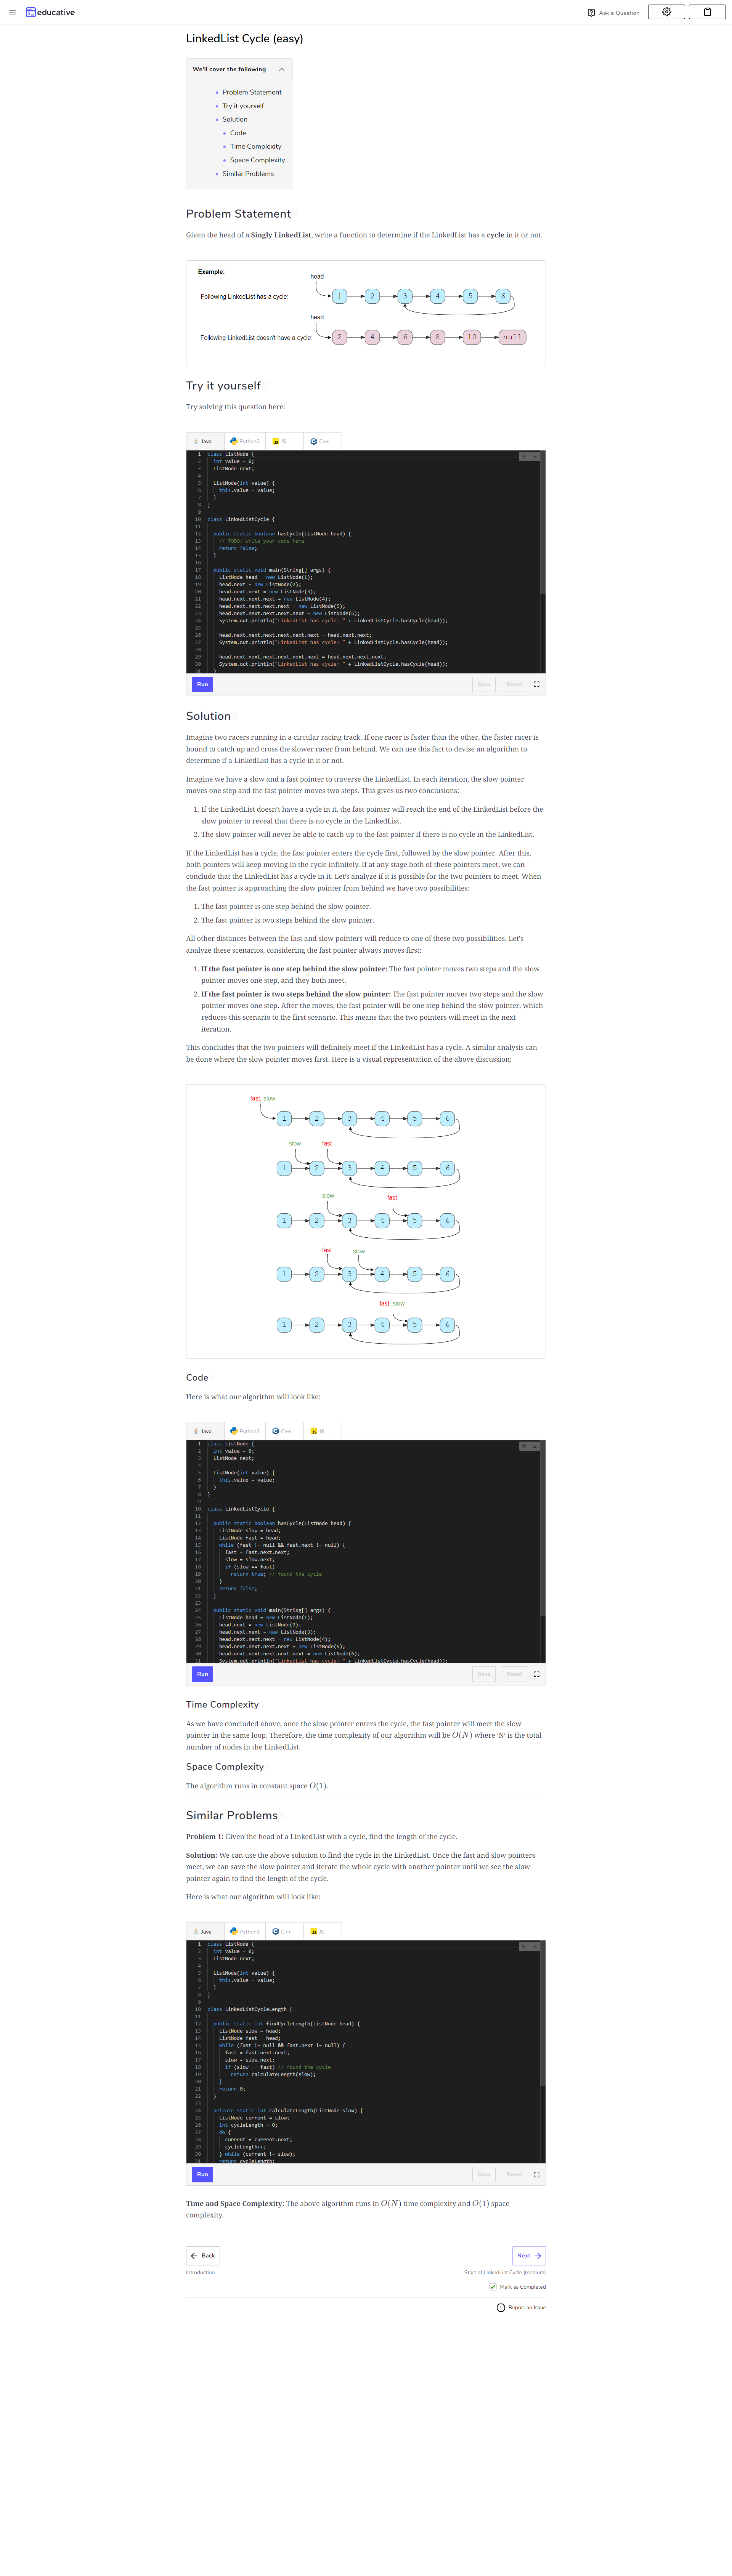 educative
Ask a Question
LinkedList Cycle (easy)
We'll cover the following
Problem Statement
Try it yourself
Solution
Code
Time Complexity
Space Complexity
Similar Problems
Problem Statement
Given the head of a Singly LinkedList, write a function to determine if the LinkedList has a cycle in it or not.
Example:
head
Following LinkedList has a cycle:
1 2 3 4 5 6
head
Following LinkedList doesn't have a cycle:
2 4 6 8 10 null
Try it yourself
Try solving this question here:
Java Python3 JS C++
1 class ListNode {
2 int value = 0;
3 ListNode next;
4
5 ListNode(int value) {
6 this.value = value;
7 }
8 }
9
10 class LinkedListCycle {
11
12 public static boolean hasCycle(ListNode head) {
13 // TODO: Write your code here
14 return false;
15 }
16
17 public static void main(String[] args) {
18 ListNode head = new ListNode(1);
19 head.next = new ListNode(2);
20 head.next.next = new ListNode(3);
21 head.next.next.next = new ListNode(4);
22 head.next.next.next.next = new ListNode(5);
23 head.next.next.next.next.next = new ListNode(6);
24 System.out.println("LinkedList has cycle: " + LinkedListCycle.hasCycle(head));
25
26 head.next.next.next.next.next.next = head.next.next;
27 System.out.println("LinkedList has cycle: " + LinkedListCycle.hasCycle(head));
28
29 head.next.next.next.next.next.next = head.next.next.next;
30 System.out.println("LinkedList has cycle: " + LinkedListCycle.hasCycle(head));
31 }
Run
Save
Reset
Solution
Imagine two racers running in a circular racing track. If one racer is faster than the other, the faster racer is
bound to catch up and cross the slower racer from behind. We can use this fact to devise an algorithm to
determine if a LinkedList has a cycle in it or not.
Imagine we have a slow and a fast pointer to traverse the LinkedList. In each iteration, the slow pointer
moves one step and the fast pointer moves two steps. This gives us two conclusions:
1. If the LinkedList doesn't have a cycle in it, the fast pointer will reach the end of the LinkedList before the
slow pointer to reveal that there is no cycle in the LinkedList.
2. The slow pointer will never be able to catch up to the fast pointer if there is no cycle in the LinkedList.
If the LinkedList has a cycle, the fast pointer enters the cycle first, followed by the slow pointer. After this,
both pointers will keep moving in the cycle infinitely. If at any stage both of these pointers meet, we can
conclude that the LinkedList has a cycle in it. Let's analyze if it is possible for the two pointers to meet. When
the fast pointer is approaching the slow pointer from behind we have two possibilities:
1. The fast pointer is one step behind the slow pointer.
2. The fast pointer is two steps behind the slow pointer.
All other distances between the fast and slow pointers will reduce to one of these two possibilities. Let's
analyze these scenarios, considering the fast pointer always moves first:
1. If the fast pointer is one step behind the slow pointer: The fast pointer moves two steps and the slow
pointer moves one step, and they both meet.
2. If the fast pointer is two steps behind the slow pointer: The fast pointer moves two steps and the slow
pointer moves one step. After the moves, the fast pointer will be one step behind the slow pointer, which
reduces this scenario to the first scenario. This means that the two pointers will meet in the next
iteration.
This concludes that the two pointers will definitely meet if the LinkedList has a cycle. A similar analysis can
be done where the slow pointer moves first. Here is a visual representation of the above discussion:
fast, slow
1 2 3 4 5 6
slow fast
1 2 3 4 5 6
slow fast
1 2 3 4 5 6
fast slow
1 2 3 4 5 6
fast, slow
1 2 3 4 5 6
Code
Here is what our algorithm will look like:
Java Python3 C++ JS
1 class ListNode {
2 int value = 0;
3 ListNode next;
4
5 ListNode(int value) {
6 this.value = value;
7 }
8 }
9
10 class LinkedListCycle {
11
12 public static boolean hasCycle(ListNode head) {
13 ListNode slow = head;
14 ListNode fast = head;
15 while (fast != null && fast.next != null) {
16 fast = fast.next.next;
17 slow = slow.next;
18 if (slow == fast)
19 return true; // found the cycle
20 }
21 return false;
22 }
23
24 public static void main(String[] args) {
25 ListNode head = new ListNode(1);
26 head.next = new ListNode(2);
27 head.next.next = new ListNode(3);
28 head.next.next.next = new ListNode(4);
29 head.next.next.next.next = new ListNode(5);
30 head.next.next.next.next.next = new ListNode(6);
31 System.out.println("LinkedList has cycle: " + LinkedListCycle.hasCycle(head));
Run
Save
Reset
Time Complexity
As we have concluded above, once the slow pointer enters the cycle, the fast pointer will meet the slow
pointer in the same loop. Therefore, the time complexity of our algorithm will be O(N) where 'N' is the total
number of nodes in the LinkedList.
Space Complexity
The algorithm runs in constant space O(1).
Similar Problems
Problem 1: Given the head of a LinkedList with a cycle, find the length of the cycle.
Solution: We can use the above solution to find the cycle in the LinkedList. Once the fast and slow pointers
meet, we can save the slow pointer and iterate the whole cycle with another pointer until we see the slow
pointer again to find the length of the cycle.
Here is what our algorithm will look like:
Java Python3 C++ JS
1 class ListNode {
2 int value = 0;
3 ListNode next;
4
5 ListNode(int value) {
6 this.value = value;
7 }
8 }
9
10 class LinkedListCycleLength {
11
12 public static int findCycleLength(ListNode head) {
13 ListNode slow = head;
14 ListNode fast = head;
15 while (fast != null && fast.next != null) {
16 fast = fast.next.next;
17 slow = slow.next;
18 if (slow == fast) // found the cycle
19 return calculateLength(slow);
20 }
21 return 0;
22 }
23
24 private static int calculateLength(ListNode slow) {
25 ListNode current = slow;
26 int cycleLength = 0;
27 do {
28 current = current.next;
29 cycleLength++;
30 } while (current != slow);
31 return cycleLength;
Run
Save
Reset
Time and Space Complexity: The above algorithm runs in O(N) time complexity and O(1) space
complexity.
Back
Next
Introduction
Start of LinkedList Cycle (medium)
Mark as Completed
Report an Issue